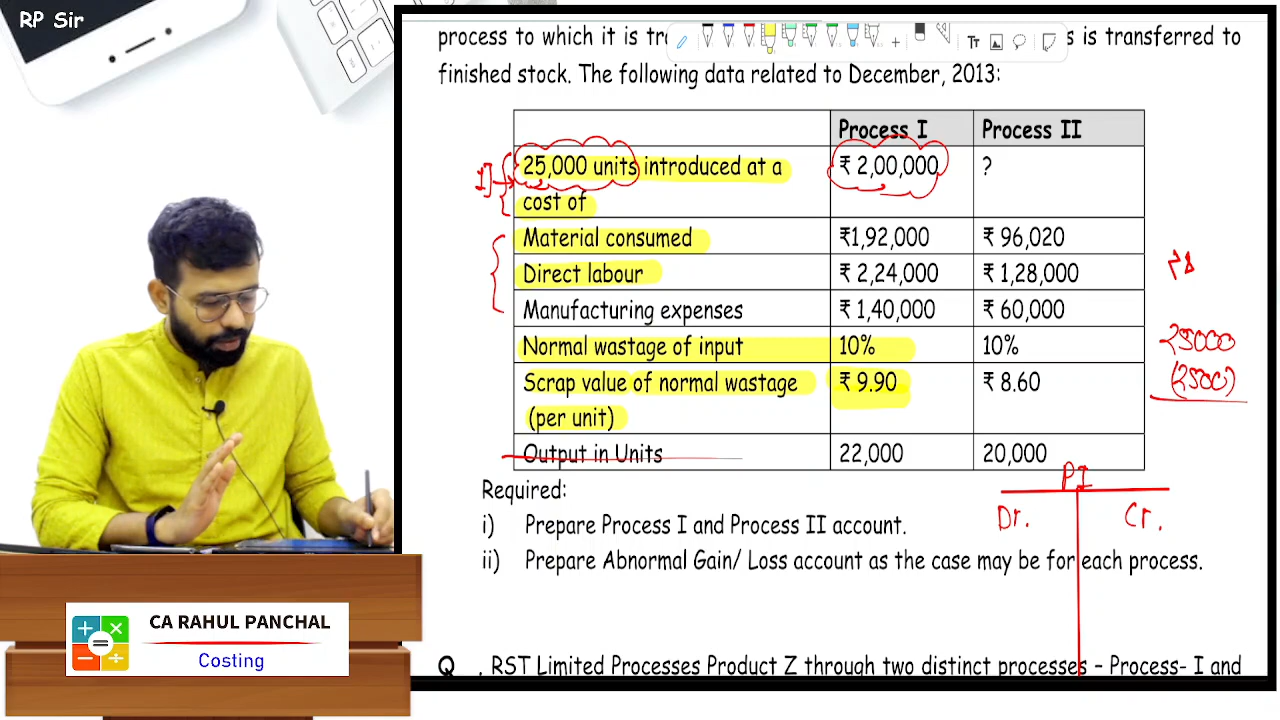 RP Sir
process to which it is tra s is transferred to
finished stock. The following data related to December, 2013:
Process I Process II
25,000 units introduced at a cost of ₹ 2,00,000 ?
Material consumed ₹1,92,000 ₹ 96,020
Direct labour ₹ 2,24,000 ₹ 1,28,000
Manufacturing expenses ₹ 1,40,000 ₹ 60,000
25000
Normal wastage of input 10% 10%
(2500)
Scrap value of normal wastage (per unit) ₹ 9.90 ₹ 8.60
Output in Units 22,000 20,000
PI
Required:
Dr. Cr.
i) Prepare Process I and Process II account.
ii) Prepare Abnormal Gain/ Loss account as the case may be for each process.
Q . RST Limited Processes Product Z through two distinct processes – Process- I and
CA RAHUL PANCHAL
Costing